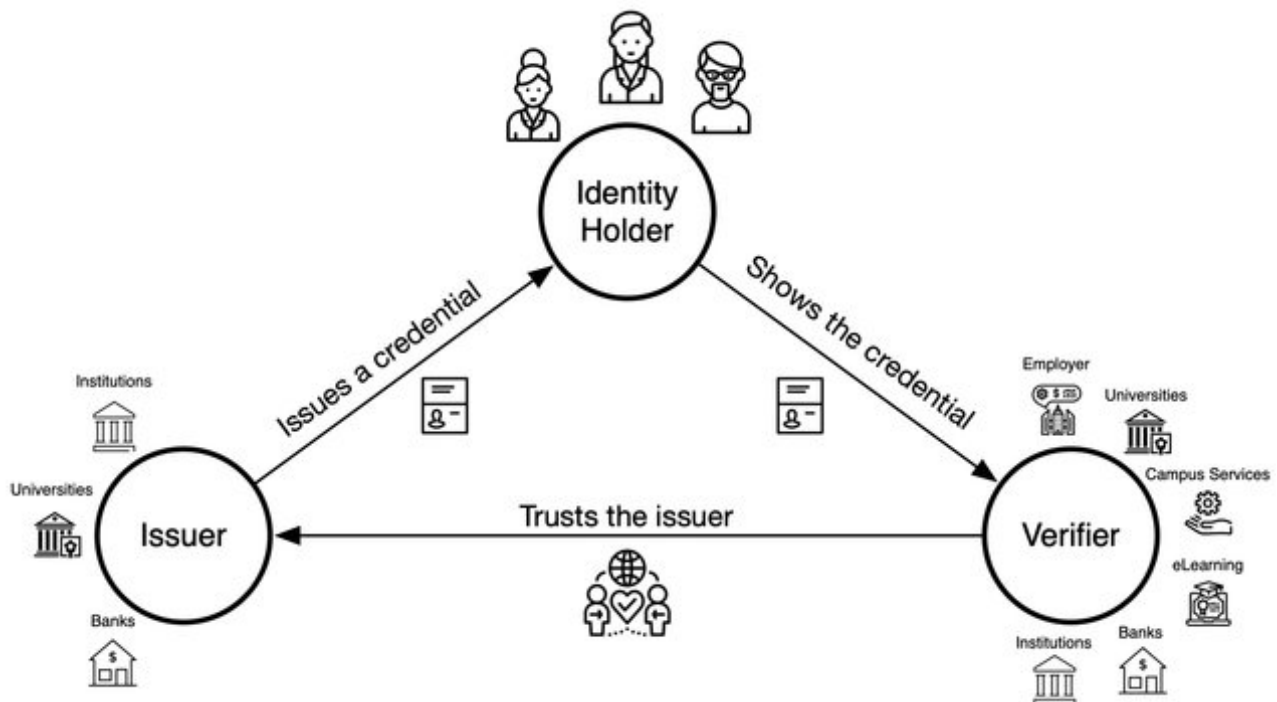 Identity
Holder
Issues a credential
Shows the credential
Institutions
Universities
Banks
Issuer
Trusts the issuer
Verifier
Employer
Universities
Campus Services
eLearning
Banks
Institutions